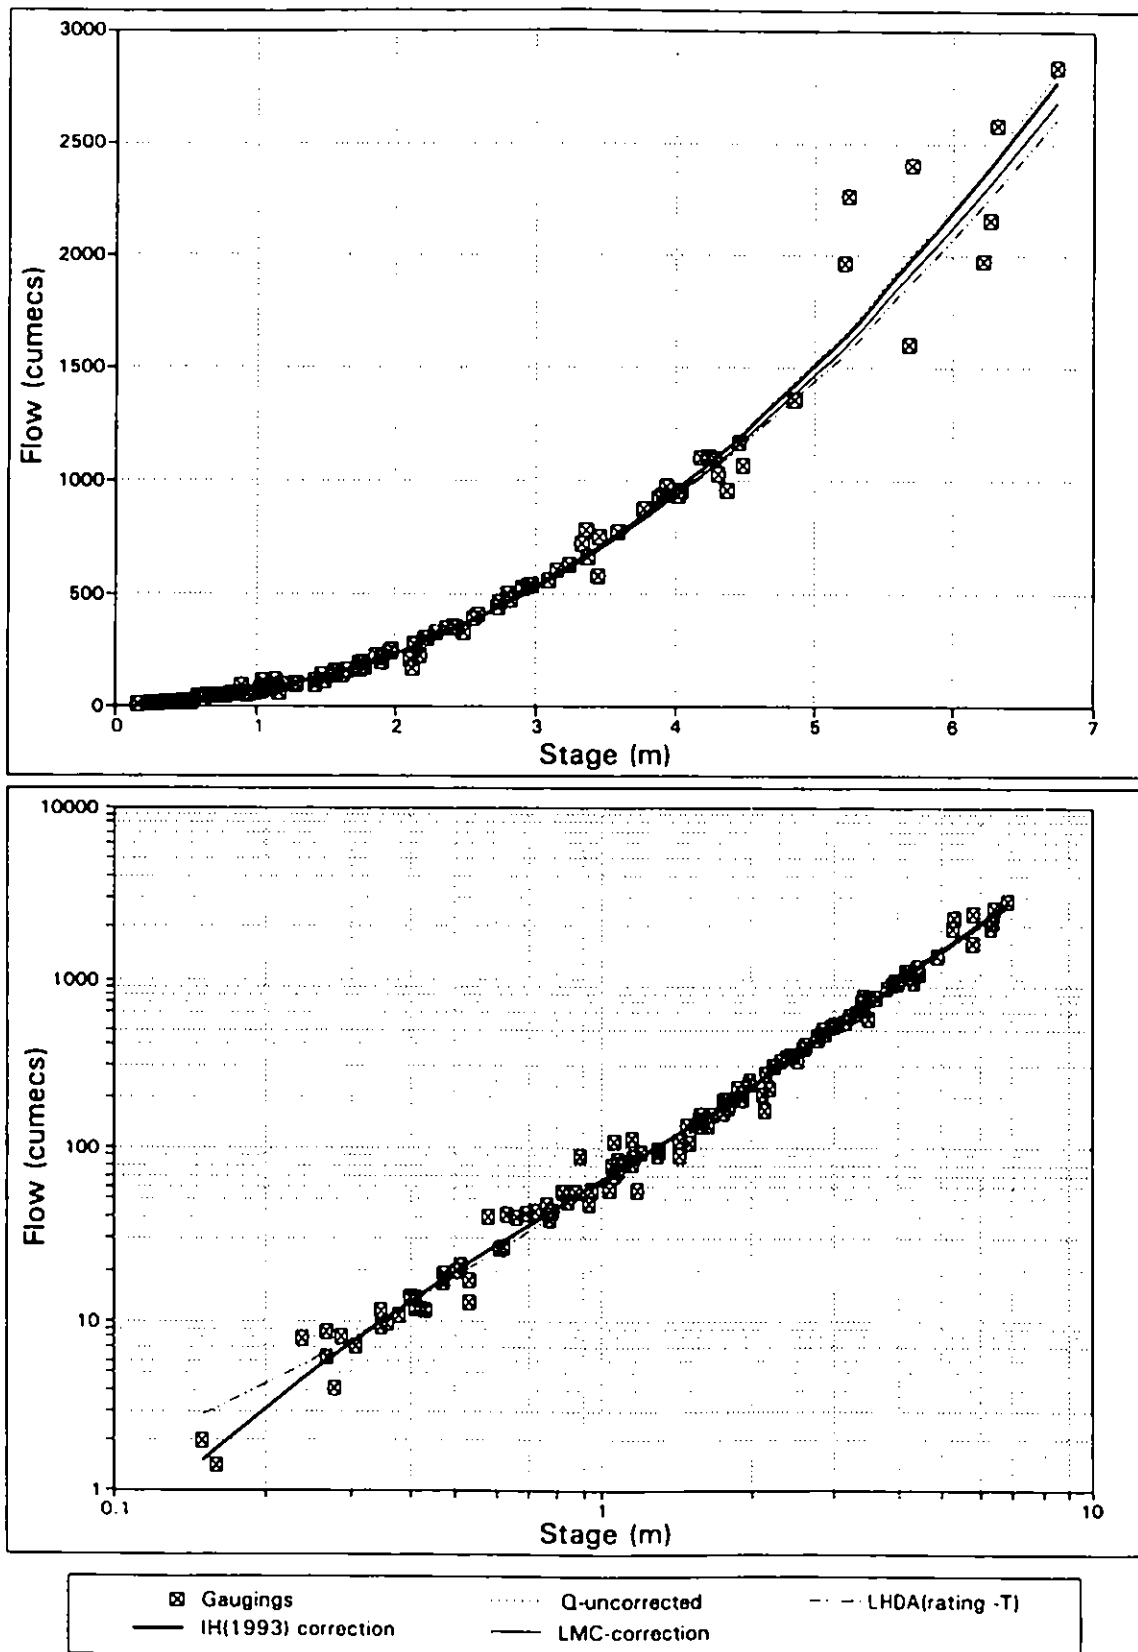 3000
2500
2000
1500
1000
500
0
Flow (cumecs)
0 1 2 3 4 5 6 7
Stage (m)
10000
1000
100
10
1
Flow (cumecs)
0.1 1 10
Stage (m)
Gaugings Q-uncorrected LHDA(rating -T)
IH(1993) correction LMC-correction